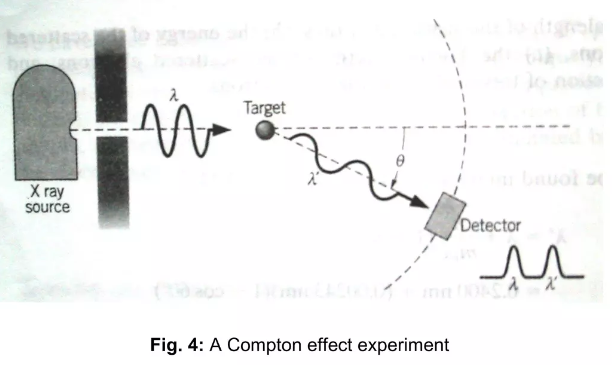 λ
Target
θ
λ'
X ray
source
Detector
λ λ'
Fig. 4: A Compton effect experiment